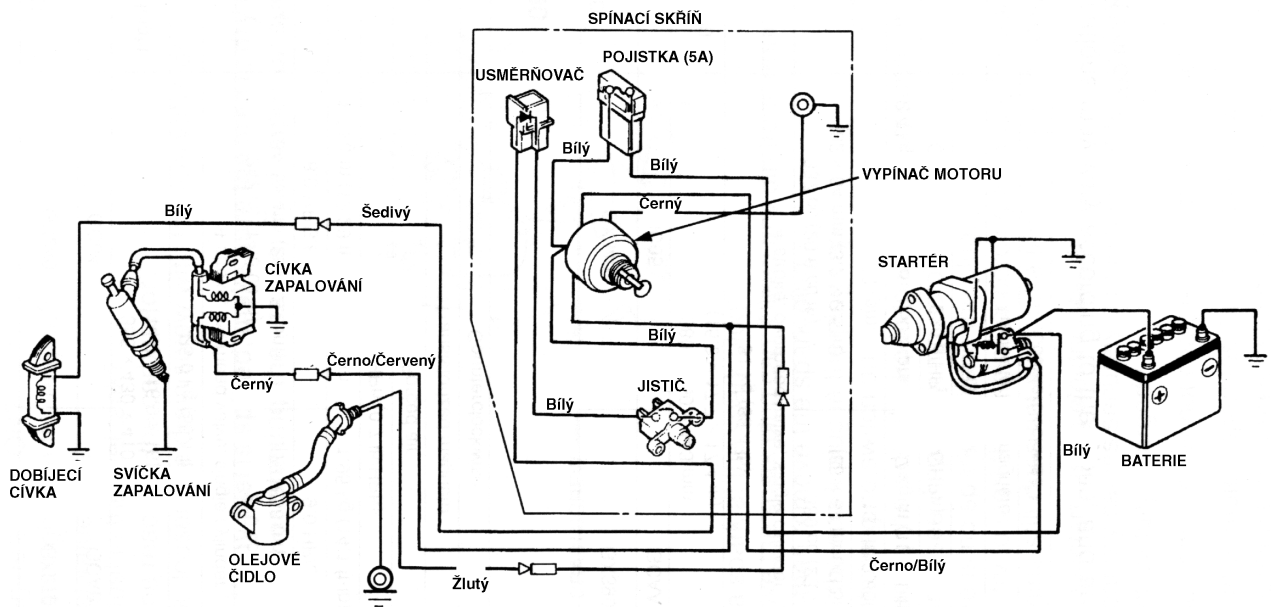 SPÍNACÍ SKŘÍŇ
POJISTKA (5A)
USMĚRŇOVAČ
Bílý
Bílý
VYPÍNAČ MOTORU
Černý
Bílý
Šedivý
CÍVKA
ZAPALOVÁNÍ
STARTÉR
Bílý
Černo/Červený
Černý
JISTIČ
Bílý
Bílý
BATERIE
DOBÍJECÍ
CÍVKA
SVÍČKA
ZAPALOVÁNÍ
OLEJOVÉ
ČIDLO
Žlutý
Černo/Bílý